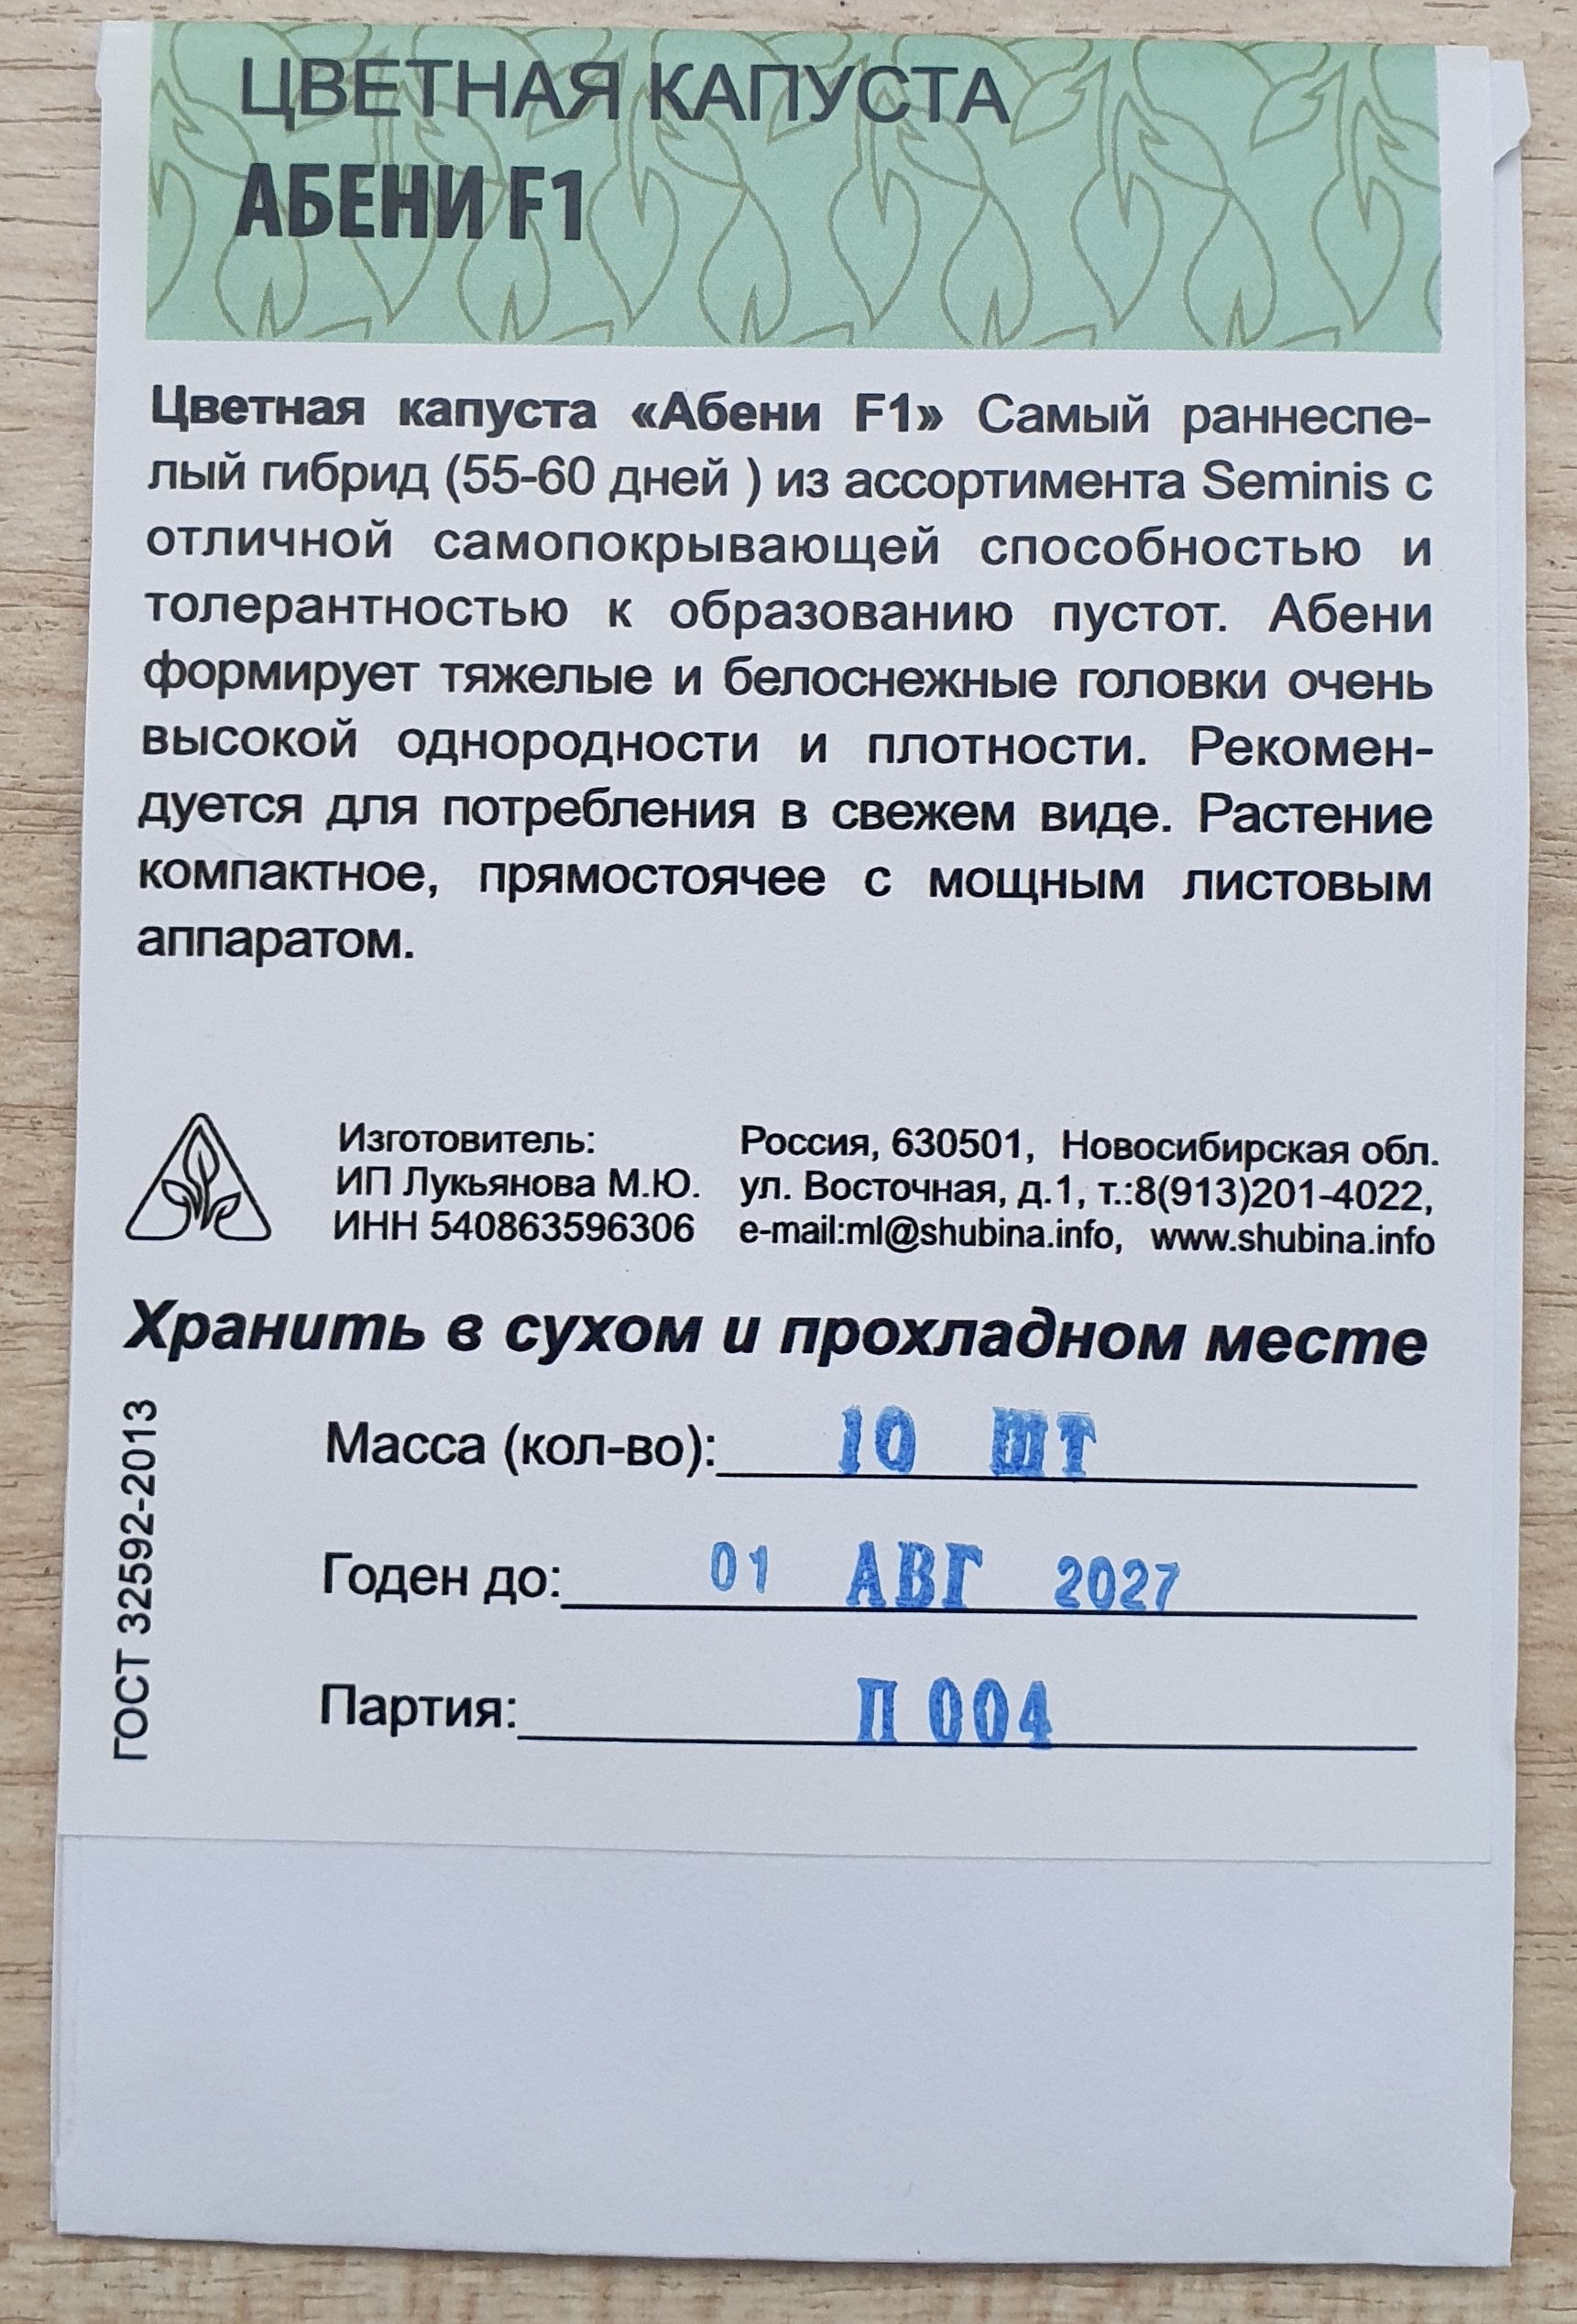 ЦВЕТНАЯ КАПУСТА
АБЕНИ F1
Цветная капуста «Абени F1» Самый раннеспе-
лый гибрид (55-60 дней ) из ассортимента Seminis с
отличной самопокрывающей способностью и
толерантностью к образованию пустот. Абени
формирует тяжелые и белоснежные головки очень
высокой однородности и плотности. Рекомен-
дуется для потребления в свежем виде. Растение
компактное, прямостоячее с мощным листовым
аппаратом.
Изготовитель:
ИП Лукьянова М.Ю.
ИНН 540863596306
Россия, 630501, Новосибирская обл.
ул. Восточная, д.1, т.:8(913)201-4022,
e-mail:ml@shubina.info, www.shubina.info
Хранить в сухом и прохладном месте
ГОСТ 32592-2013
Масса (кол-во): 10 ШТ
Годен до: 01 АВГ 2027
Партия: П 004